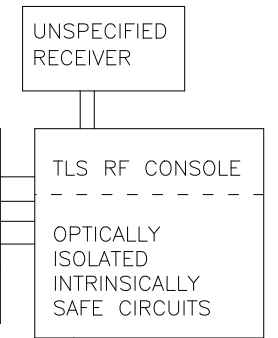 UNSPECIFIED
RECEIVER
TLS RF CONSOLE
OPTICALLY
ISOLATED
INTRINSICALLY
SAFE CIRCUITS